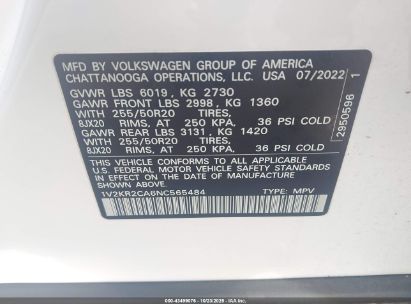 MFD. BY VOLKSWAGEN GROUP OF AMERICA
CHATTANOOGA OPERATIONS, LLC. USA 07/2022
GVWR LBS 6019, KG 2730
GAWR FRONT LBS 2998, KG 1360
WITH 255/50R20 TIRES,
8JX20 RIMS, AT 250 KPA, 36 PSI COLD
GAWR REAR LBS 3131, KG 1420
WITH 255/50R20 TIRES,
8JX20 RIMS, AT 250 KPA, 36 PSI COLD
THIS VEHICLE CONFORMS TO ALL APPLICABLE
U.S. FEDERAL MOTOR VEHICLE SAFETY
STANDARDS IN EFFECT ON THE DATE OF
MANUFACTURE SHOWN ABOVE.
1V2KR2CA6NC565484 TYPE: MPV
2950596 1